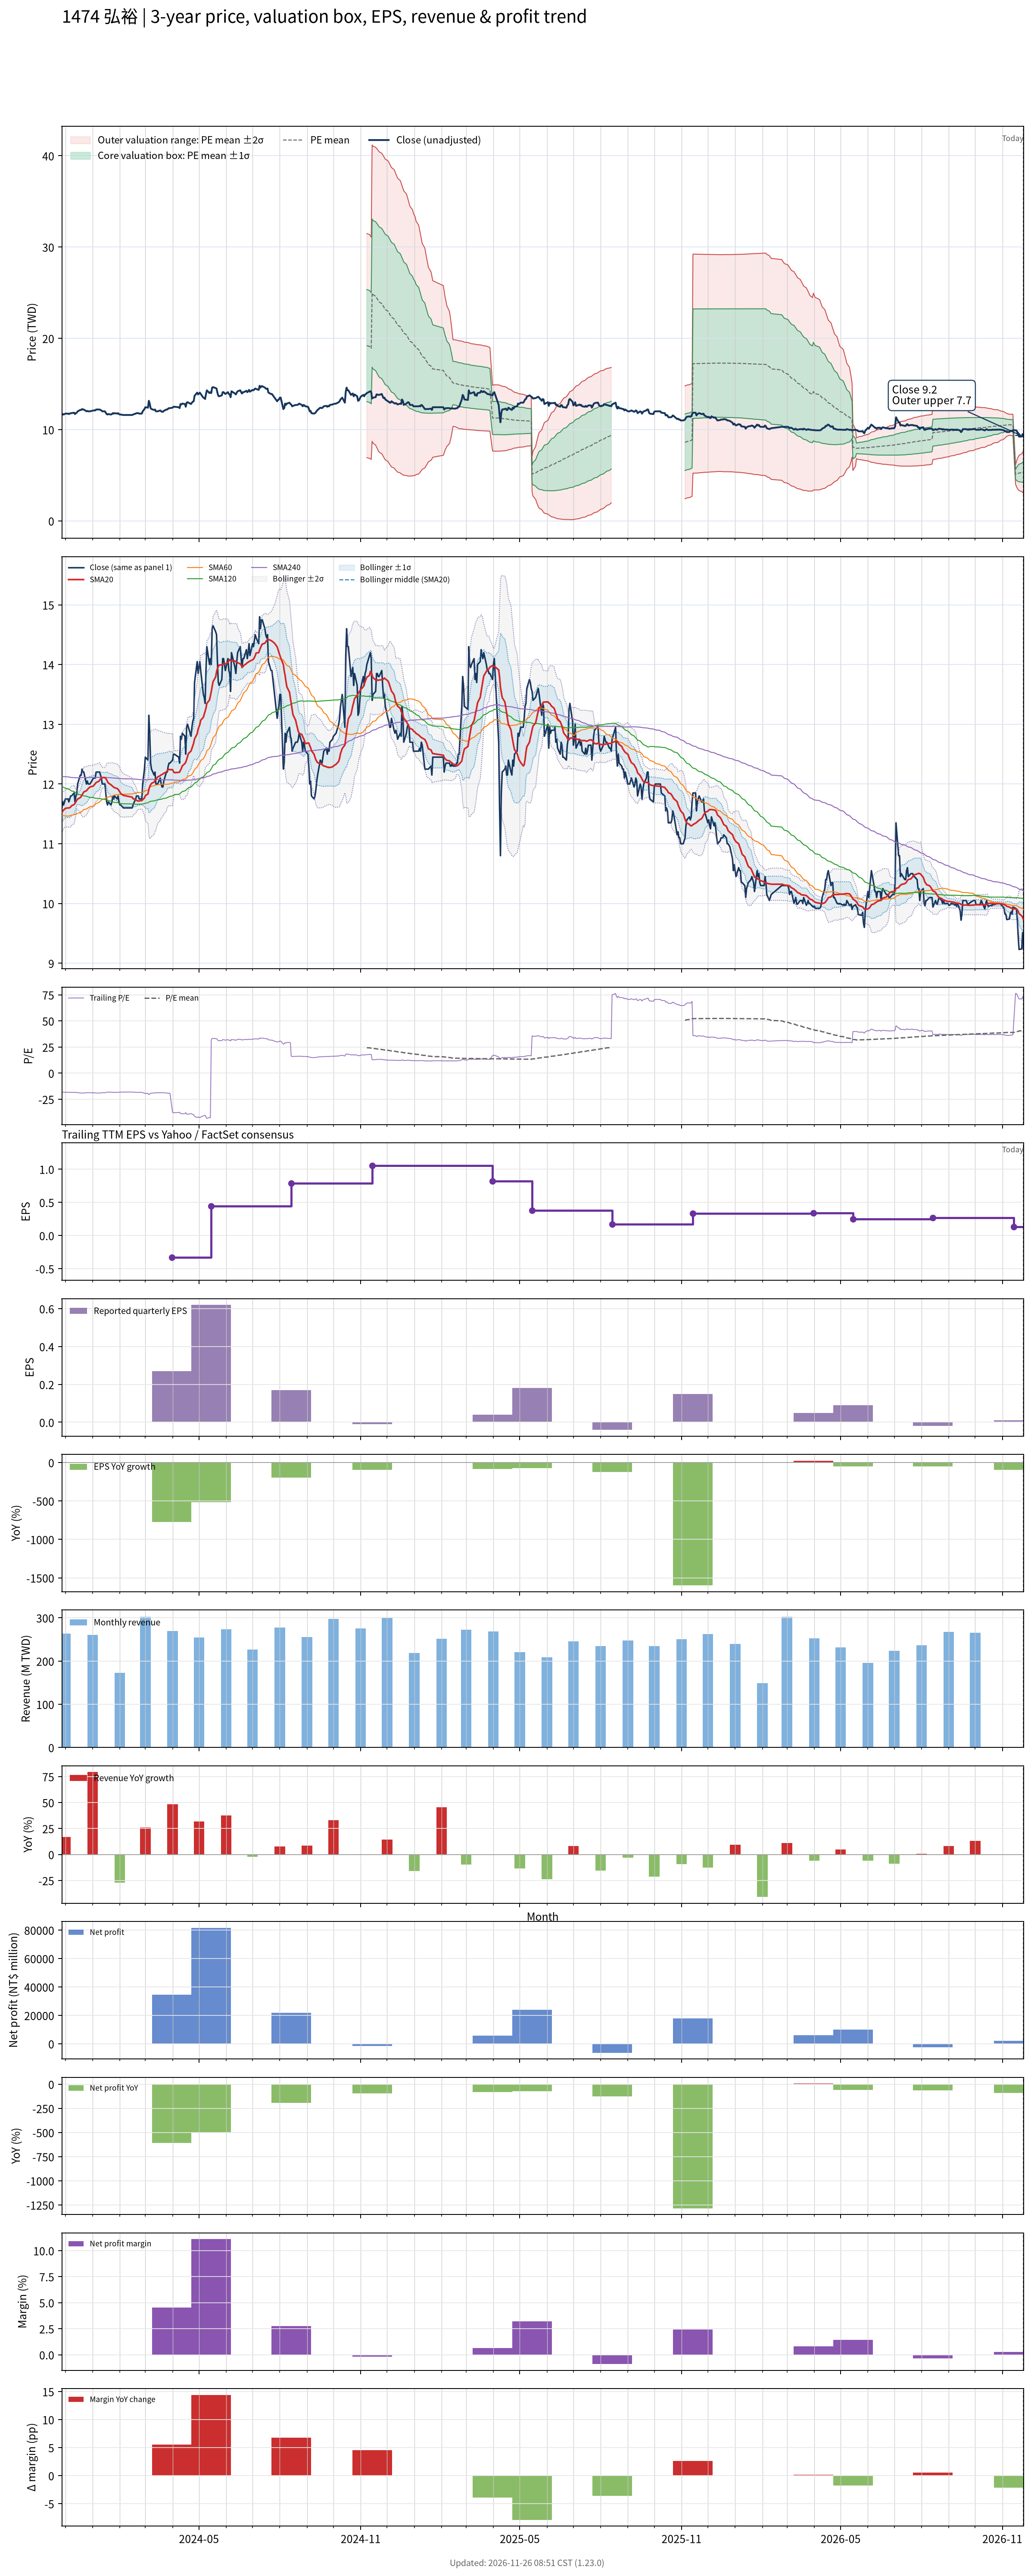 1474 弘裕 | 3-year price, valuation box, EPS, revenue & profit trend
Outer valuation range: PE mean ±2σ
PE mean
Close (unadjusted)
Core valuation box: PE mean ±1σ
Today
40
30
20
10
0
Price (TWD)
Close 9.2
Outer upper 7.7
Close (same as panel 1)
SMA60
SMA240
Bollinger ±1σ
SMA20
SMA120
Bollinger ±2σ
Bollinger middle (SMA20)
15
14
13
12
11
10
9
Price
Trailing P/E
P/E mean
75
50
25
0
-25
P/E
Trailing TTM EPS vs Yahoo / FactSet consensus
Today
1.0
0.5
0.0
-0.5
EPS
Reported quarterly EPS
0.6
0.4
0.2
0.0
EPS
EPS YoY growth
0
-500
-1000
-1500
YoY (%)
Monthly revenue
300
200
100
0
Revenue (M TWD)
Revenue YoY growth
75
50
25
0
-25
YoY (%)
Month
Net profit
80000
60000
40000
20000
0
Net profit (NT$ million)
Net profit YoY
0
-250
-500
-750
-1000
-1250
YoY (%)
Net profit margin
10.0
7.5
5.0
2.5
0.0
Margin (%)
Margin YoY change
15
10
5
0
-5
Δ margin (pp)
2024-05
2024-11
2025-05
2025-11
2026-05
2026-11
Updated: 2026-11-26 08:51 CST (1.23.0)